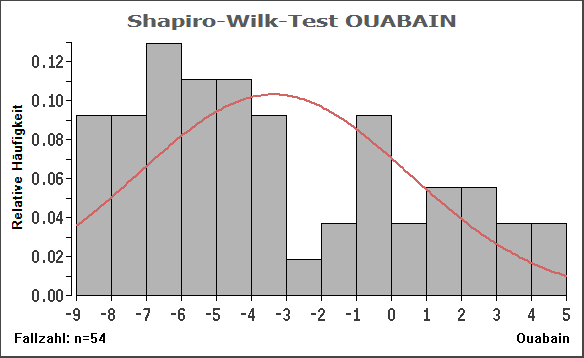 Shapiro-Wilk-Test OUABAIN
Relative Häufigkeit
0.12
0.10
0.08
0.06
0.04
0.02
0.00
-9 -8 -7 -6 -5 -4 -3 -2 -1 0 1 2 3 4 5
Fallzahl: n=54 Ouabain